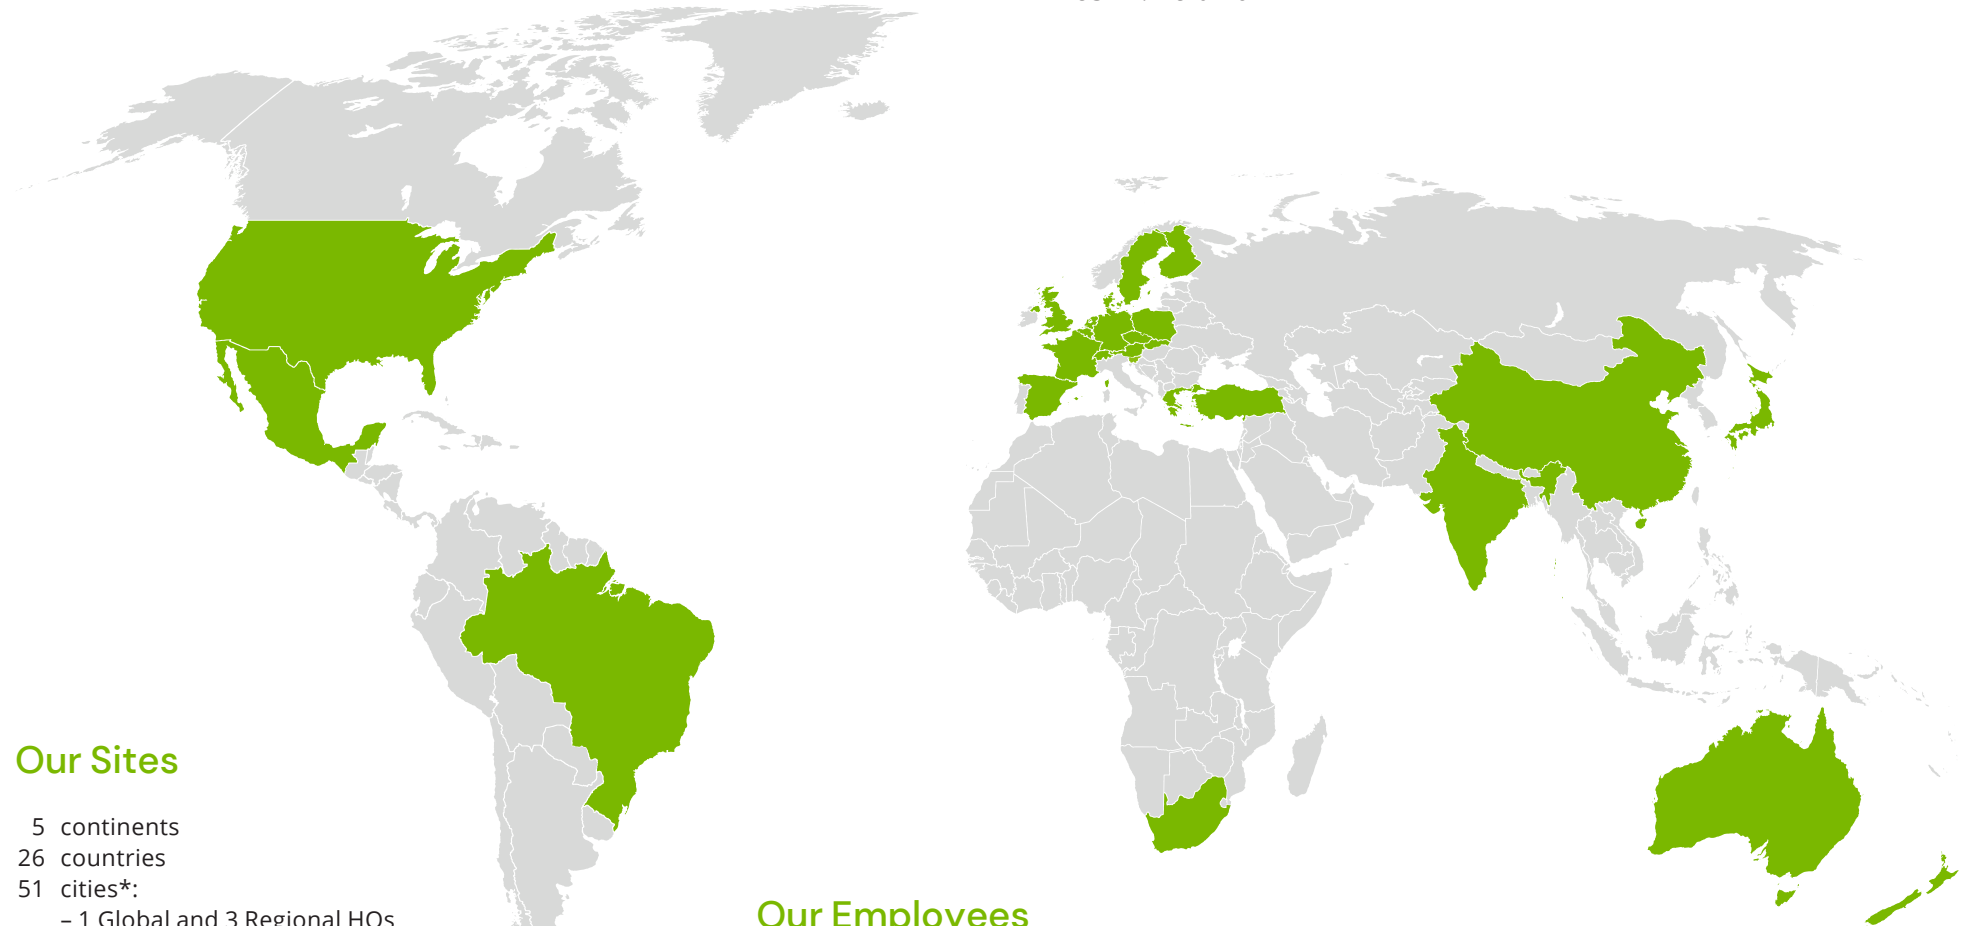 Our Sites
5 continents
26 countries
51 cities*:
– 1 Global and 3 Regional HQs
Our Employees